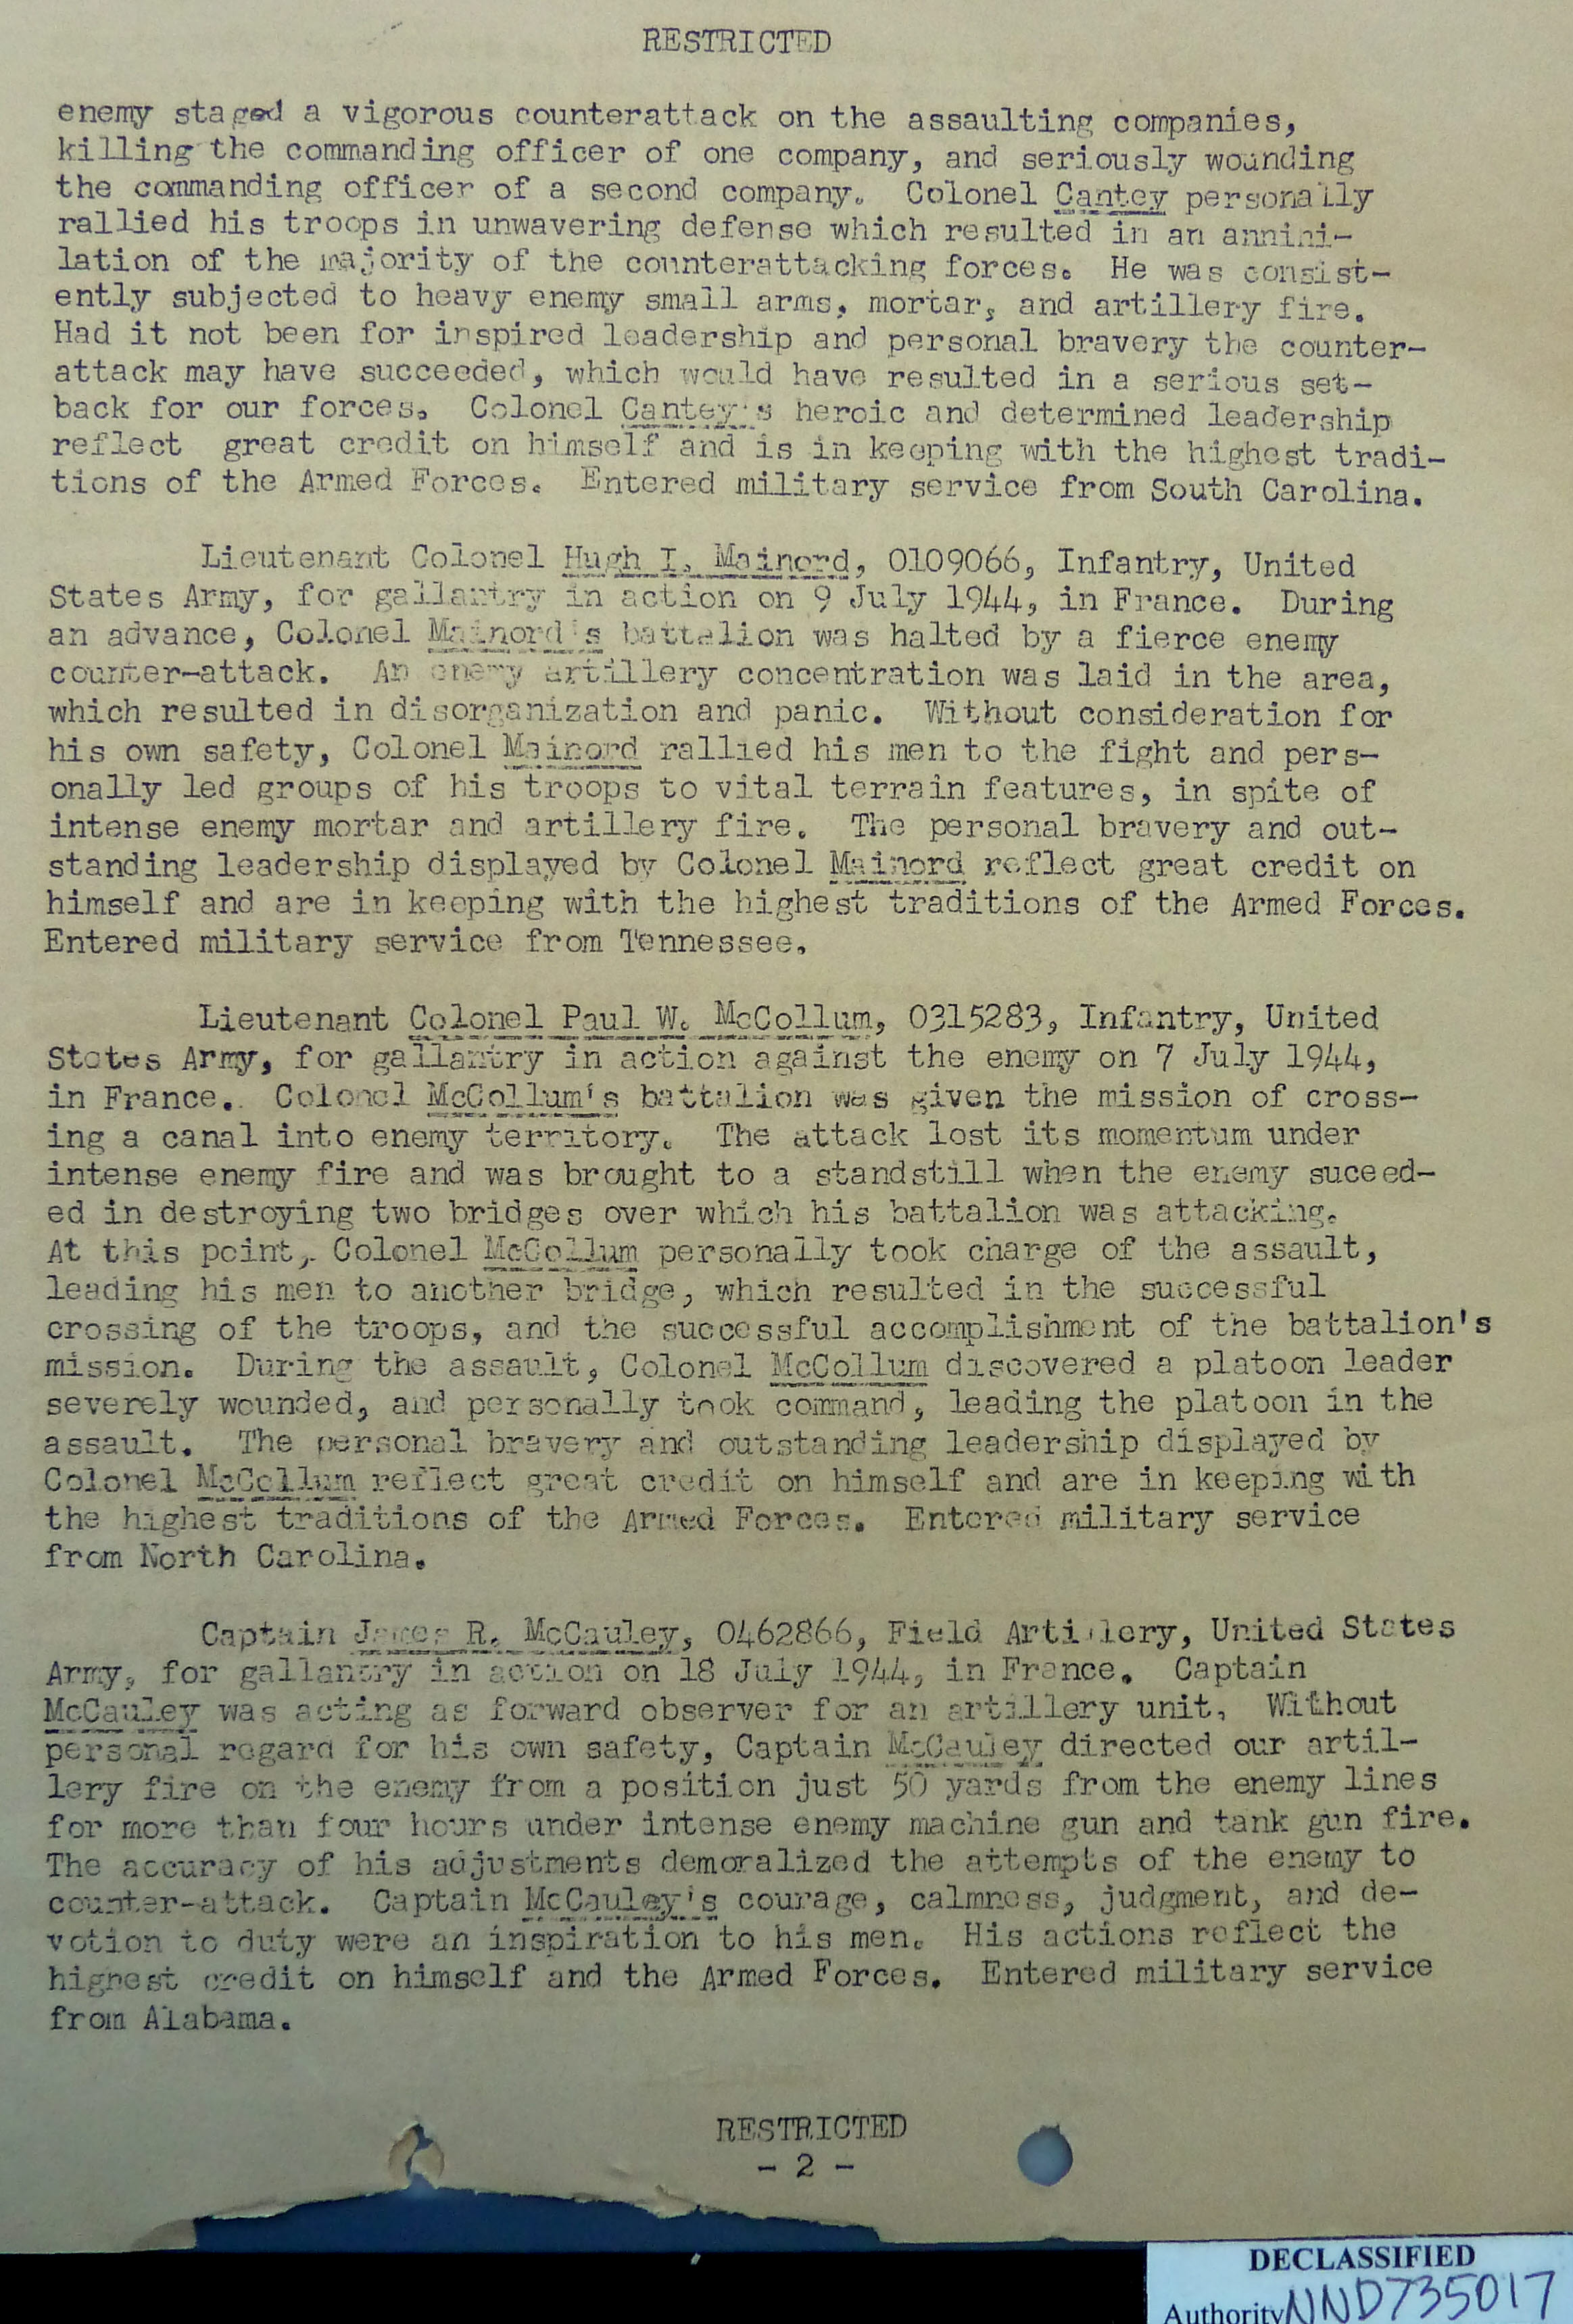 RESTRICTED
enemy staged a vigorous counterattack on the assaulting companies,
killing the commanding officer of one company, and seriously wounding
the commanding officer of a second company. Colonel Cantey personally
rallied his troops in unwavering defense which resulted in an annihi-
lation of the majority of the counterattacking forces. He was consist-
ently subjected to heavy enemy small arms, mortar, and artillery fire.
Had it not been for inspired leadership and personal bravery the counter-
attack may have succeeded, which would have resulted in a serious set-
back for our forces. Colonel Cantey's heroic and determined leadership
reflect great credit on himself and is in keeping with the highest tradi-
tions of the Armed Forces. Entered military service from South Carolina.
Lieutenant Colonel Hugh I. Mainord, 0109066, Infantry, United
States Army, for gallantry in action on 9 July 1944, in France. During
an advance, Colonel Mainord's battalion was halted by a fierce enemy
counter-attack. An enemy artillery concentration was laid in the area,
which resulted in disorganization and panic. Without consideration for
his own safety, Colonel Mainord rallied his men to the fight and pers-
onally led groups of his troops to vital terrain features, in spite of
intense enemy mortar and artillery fire. The personal bravery and out-
standing leadership displayed by Colonel Mainord reflect great credit on
himself and are in keeping with the highest traditions of the Armed Forces.
Entered military service from Tennessee.
Lieutenant Colonel Paul W. McCollum, 0315283, Infantry, United
States Army, for gallantry in action against the enemy on 7 July 1944,
in France. Colonel McCollum's battalion was given the mission of cross-
ing a canal into enemy territory. The attack lost its momentum under
intense enemy fire and was brought to a standstill when the enemy suceed-
ed in destroying two bridges over which his battalion was attacking.
At this point, Colonel McCollum personally took charge of the assault,
leading his men to another bridge, which resulted in the successful
crossing of the troops, and the successful accomplishment of the battalion's
mission. During the assault, Colonel McCollum discovered a platoon leader
severely wounded, and personally took command, leading the platoon in the
assault. The personal bravery and outstanding leadership displayed by
Colonel McCollum reflect great credit on himself and are in keeping with
the highest traditions of the Armed Forces. Entered military service
from North Carolina.
Captain James R. McCauley, 0462866, Field Artillery, United States
Army, for gallantry in action on 18 July 1944, in France. Captain
McCauley was acting as forward observer for an artillery unit. Without
personal regard for his own safety, Captain McCauley directed our artil-
lery fire on the enemy from a position just 50 yards from the enemy lines
for more than four hours under intense enemy machine gun and tank gun fire.
The accuracy of his adjustments demoralized the attempts of the enemy to
counter-attack. Captain McCauley's courage, calmness, judgment, and de-
votion to duty were an inspiration to his men. His actions reflect the
highest credit on himself and the Armed Forces. Entered military service
from Alabama.
RESTRICTED
- 2 -
DECLASSIFIED
Authority NND735017